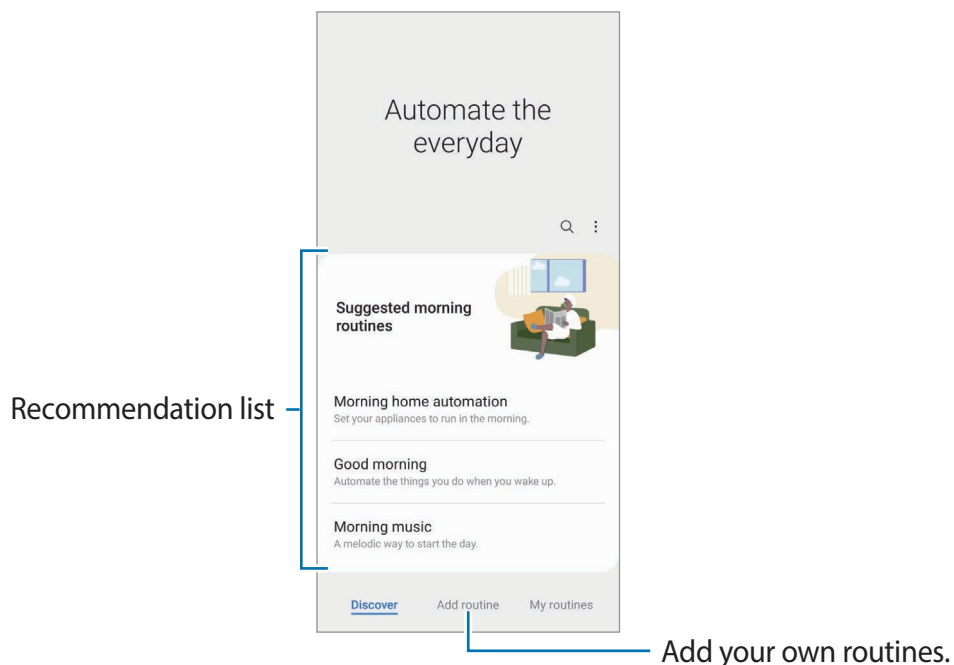 Automate the
everyday
Suggested morning
routines
Recommendation list
Morning home automation
Set your appliances to run in the morning.
Good morning
Automate the things you do when you wake up.
Morning music
A melodic way to start the day.
Discover Add routine My routines
Add your own routines.